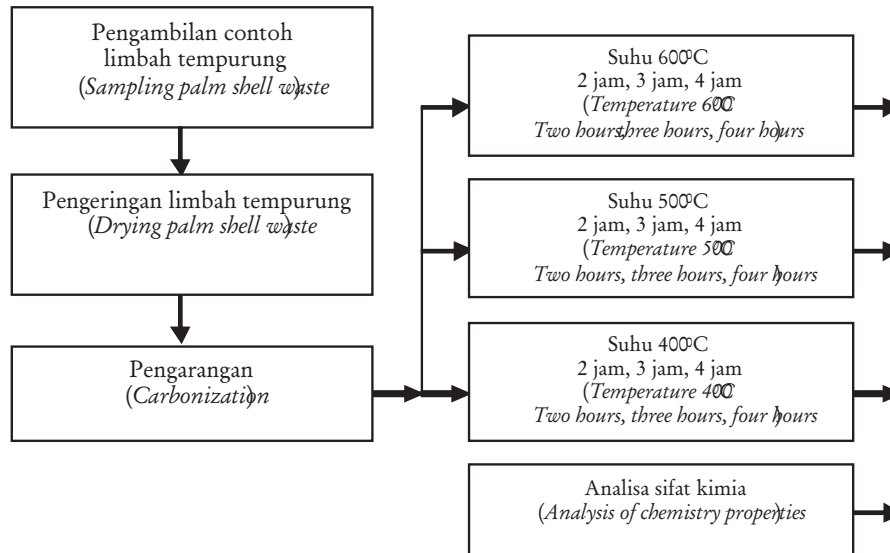 Pengambilan contoh
limbah tempurung
(Sampling palm shell waste)
Pengeringan limbah tempurung
(Drying palm shell waste)
Pengarangan
(Carbonization)
Suhu 600°C
2 jam, 3 jam, 4 jam
(Temperature 600°C
Two hours, three hours, four hours)
Suhu 500°C
2 jam, 3 jam, 4 jam
(Temperature 500°C
Two hours, three hours, four hours)
Suhu 400°C
2 jam, 3 jam, 4 jam
(Temperature 400°C
Two hours, three hours, four hours)
Analisa sifat kimia
(Analysis of chemistry properties)